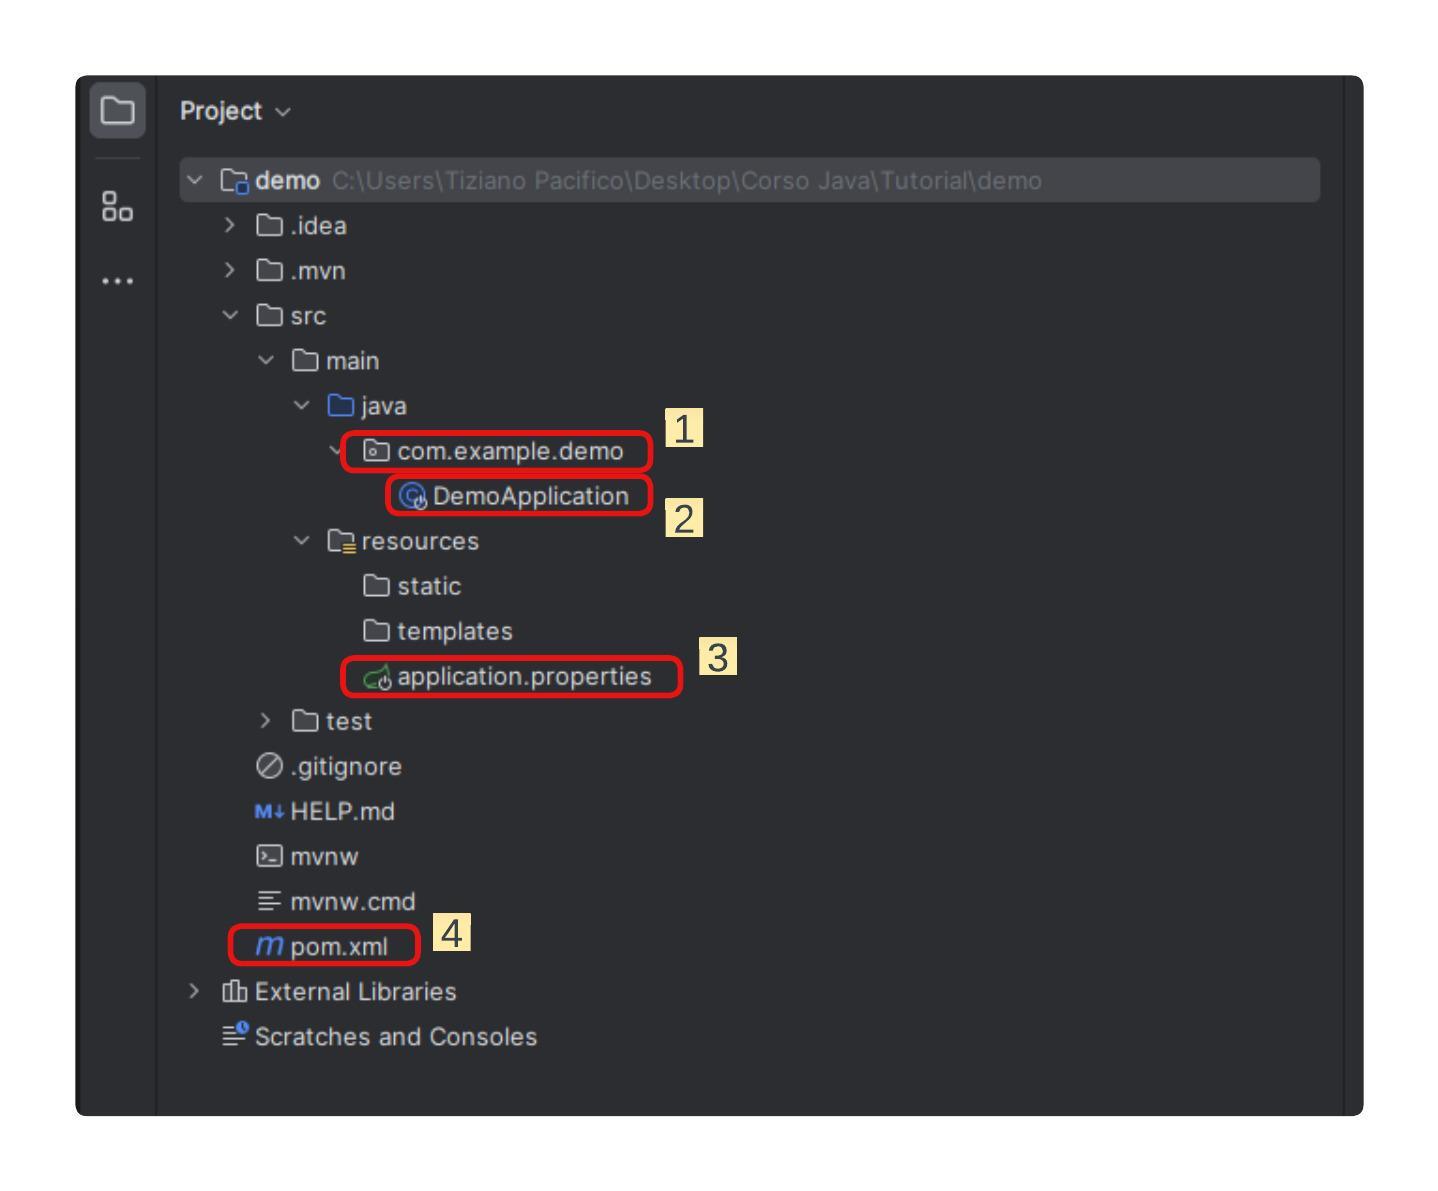 Project
demo C:\Users\Tiziano Pacifico\Desktop\Corso Java\Tutorial\demo
.idea
.mvn
src
main
java
1
com.example.demo
DemoApplication
2
resources
static
templates
3
application.properties
test
.gitignore
M↓ HELP.md
mvnw
mvnw.cmd
4
m pom.xml
External Libraries
Scratches and Consoles